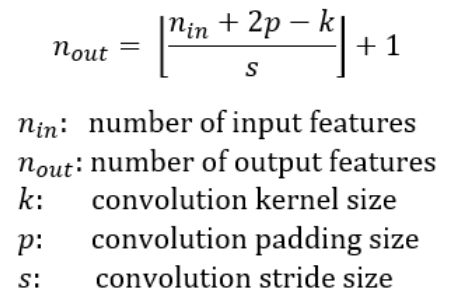 n_out = ⌊(n_in + 2p − k) / s⌋ + 1
n_in: number of input features
n_out: number of output features
k: convolution kernel size
p: convolution padding size
s: convolution stride size